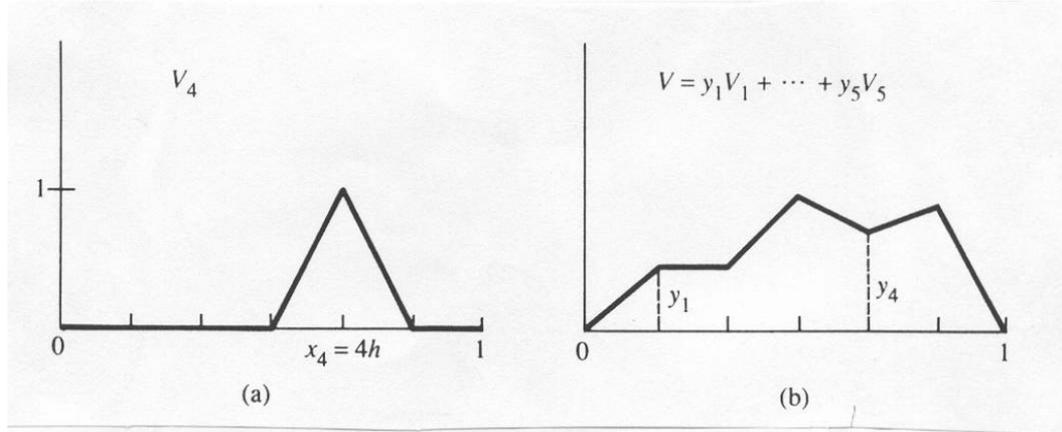 V₄
1
0
x₄ = 4h
1
(a)
V = y₁V₁ + ··· + y₅V₅
y₁
y₄
0
1
(b)